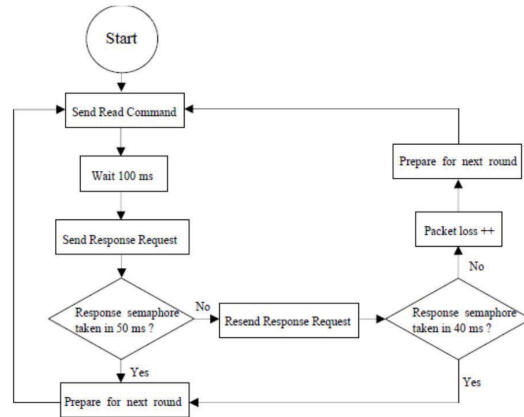 Start
Send Read Command
Wait 100 ms
Prepare for next round
Send Response Request
Packet loss ++
No
Response semaphore
taken in 50 ms ?
No
Resend Response Request
Response semaphore
taken in 40 ms ?
Yes
Yes
Prepare for next round